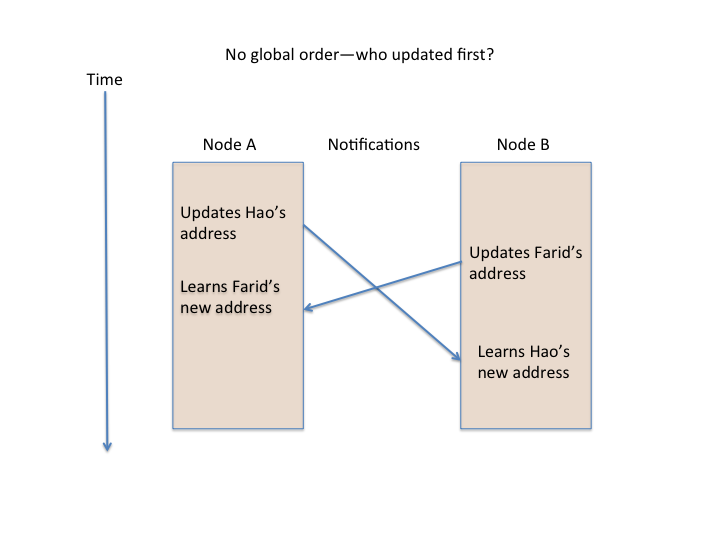 No global order—who updated first?
Time
Node A
Notifications
Node B
Updates Hao’s
address
Updates Farid’s
address
Learns Farid’s
new address
Learns Hao’s
new address